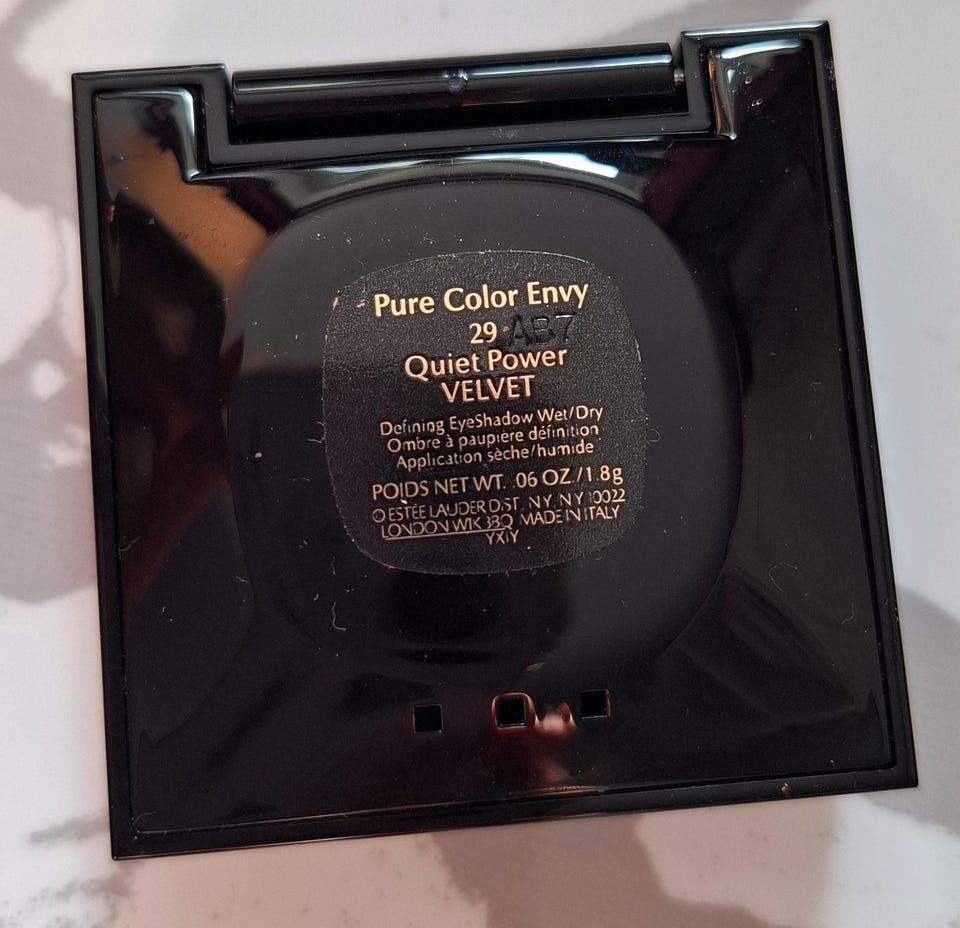 Pure Color Envy
29 AB7
Quiet Power
VELVET
Defining EyeShadow Wet/Dry
Ombre à paupière définition
Application sèche/humide
POIDS NET WT. .06 OZ/1.8g
© ESTÉE LAUDER DIST. NY, NY 10022
LONDON W1K 3BQ MADE IN ITALY